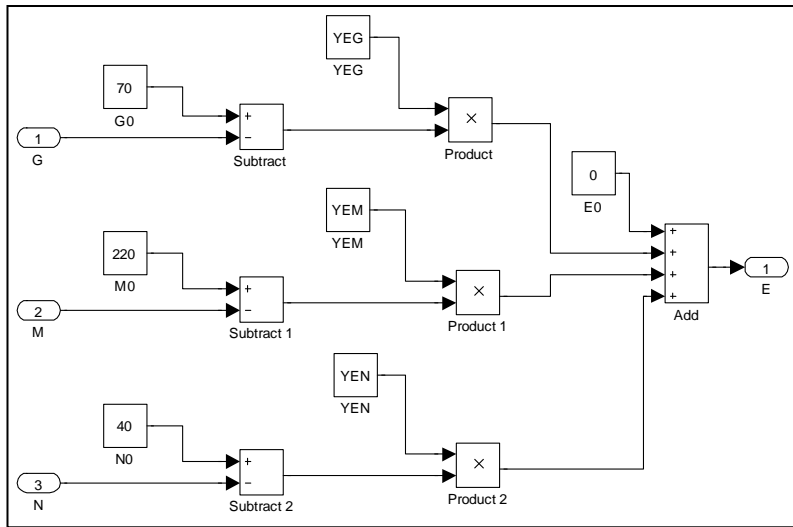 YEG
YEG
70
G0
+
−
Subtract
×
Product
1
G
0
E0
YEM
YEM
220
M0
+
−
Subtract 1
×
Product 1
2
M
+
+
+
+
Add
1
E
YEN
YEN
40
N0
+
−
Subtract 2
×
Product 2
3
N